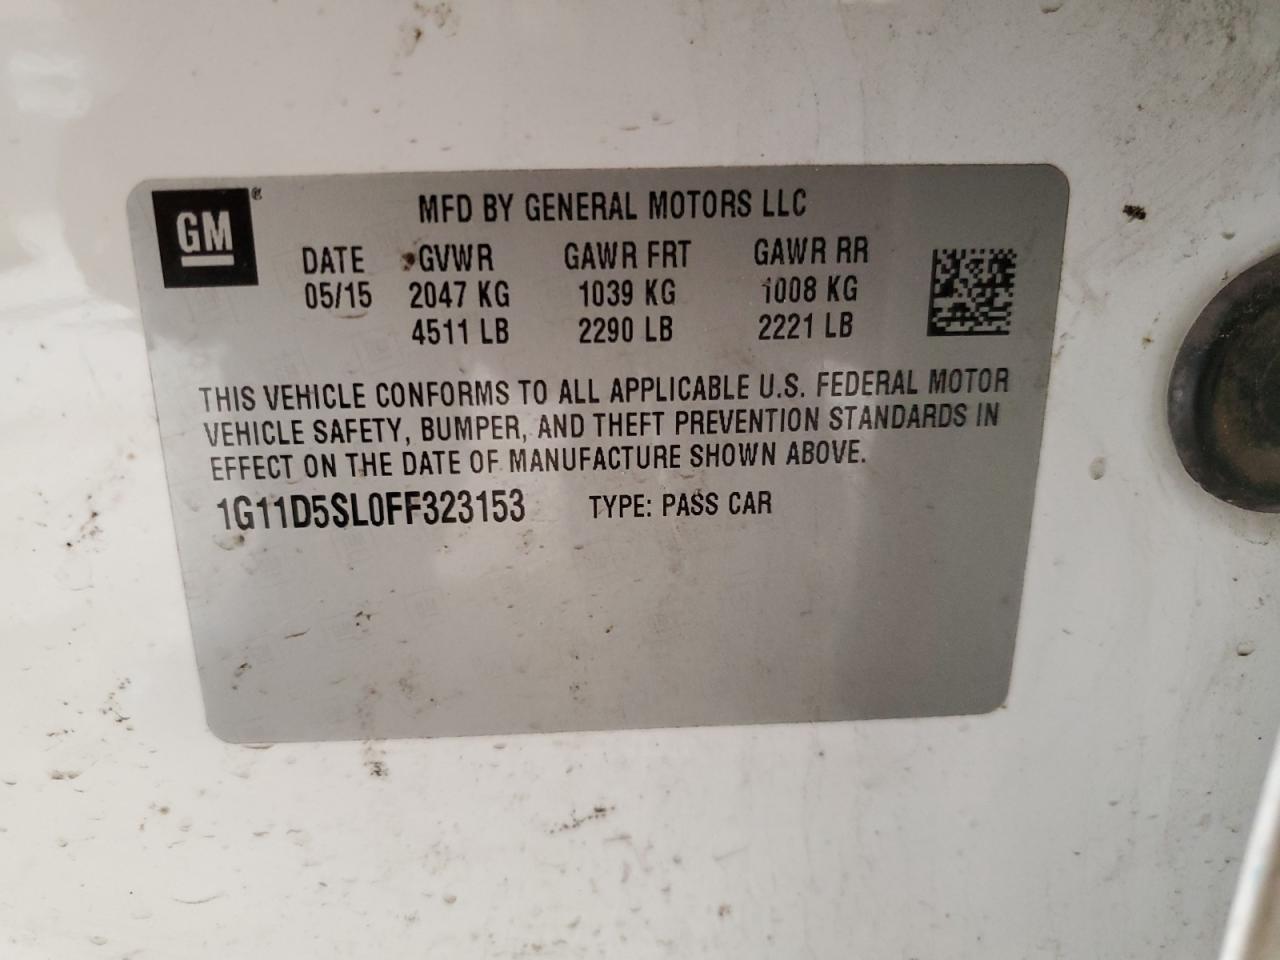 GM®
MFD BY GENERAL MOTORS LLC
DATE GVWR GAWR FRT GAWR RR
05/15 2047 KG 1039 KG 1008 KG
4511 LB 2290 LB 2221 LB
THIS VEHICLE CONFORMS TO ALL APPLICABLE U.S. FEDERAL MOTOR
VEHICLE SAFETY, BUMPER, AND THEFT PREVENTION STANDARDS IN
EFFECT ON THE DATE OF MANUFACTURE SHOWN ABOVE.
1G11D5SL0FF323153 TYPE: PASS CAR